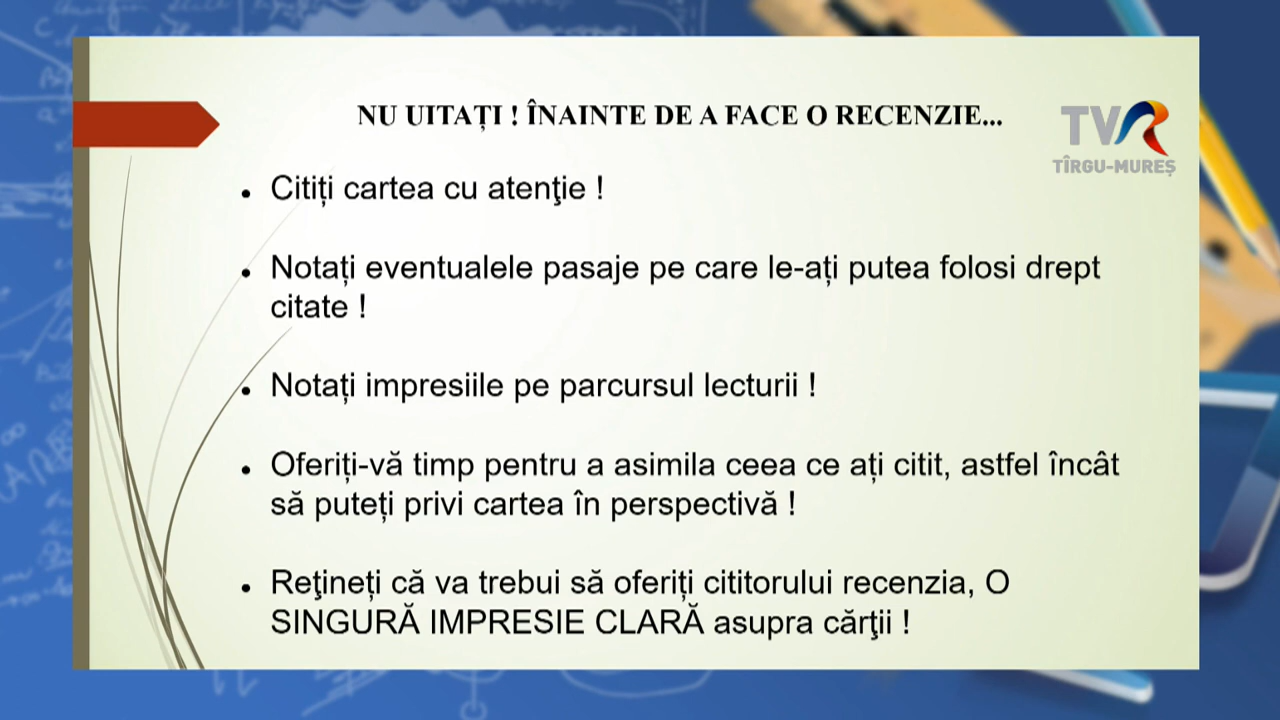 NU UITAȚI ! ÎNAINTE DE A FACE O RECENZIE...
TVR
TÎRGU-MUREȘ
• Citiți cartea cu atenţie !
• Notați eventualele pasaje pe care le-ați putea folosi drept
citate !
• Notați impresiile pe parcursul lecturii !
• Oferiți-vă timp pentru a asimila ceea ce ați citit, astfel încât
să puteți privi cartea în perspectivă !
• Reţineți că va trebui să oferiți cititorului recenzia, O
SINGURĂ IMPRESIE CLARĂ asupra cărţii !